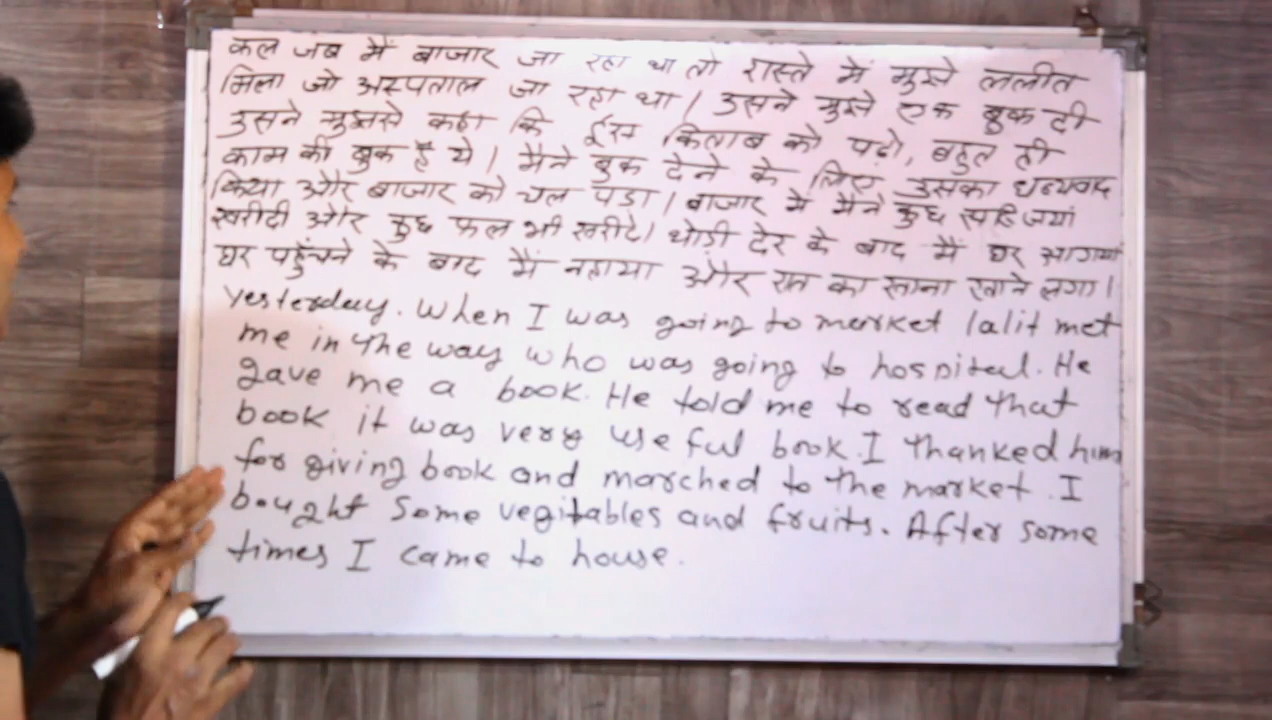 कल जब मैं बाजार जा रहा था तो रास्ते में मुझे ललीत
मिला जो अस्पताल जा रहा था। उसने मुझे एक बुक दी
उसने मुझसे कहा कि इस किताब को पढो, बहुत ही
काम की बुक है ये। मैने बुक देने के लिए उसका धन्यवाद
किया और बाजार को चल पडा। बाजार में मैने कुछ सब्जियां
खरीदी और कुछ फल भी खरीदे। थोडी देर के बाद मैं घर आगया
घर पहुँचने के बाद मैं नहाया और रात का खाना खाने लगा।
Yesterday. When I was going to market lalit met
me in the way who was going to hospital. He
gave me a book. He told me to read that
book it was very useful book. I thanked him
for giving book and marched to the market. I
bought some vegitables and fruits. After some
times I came to house.